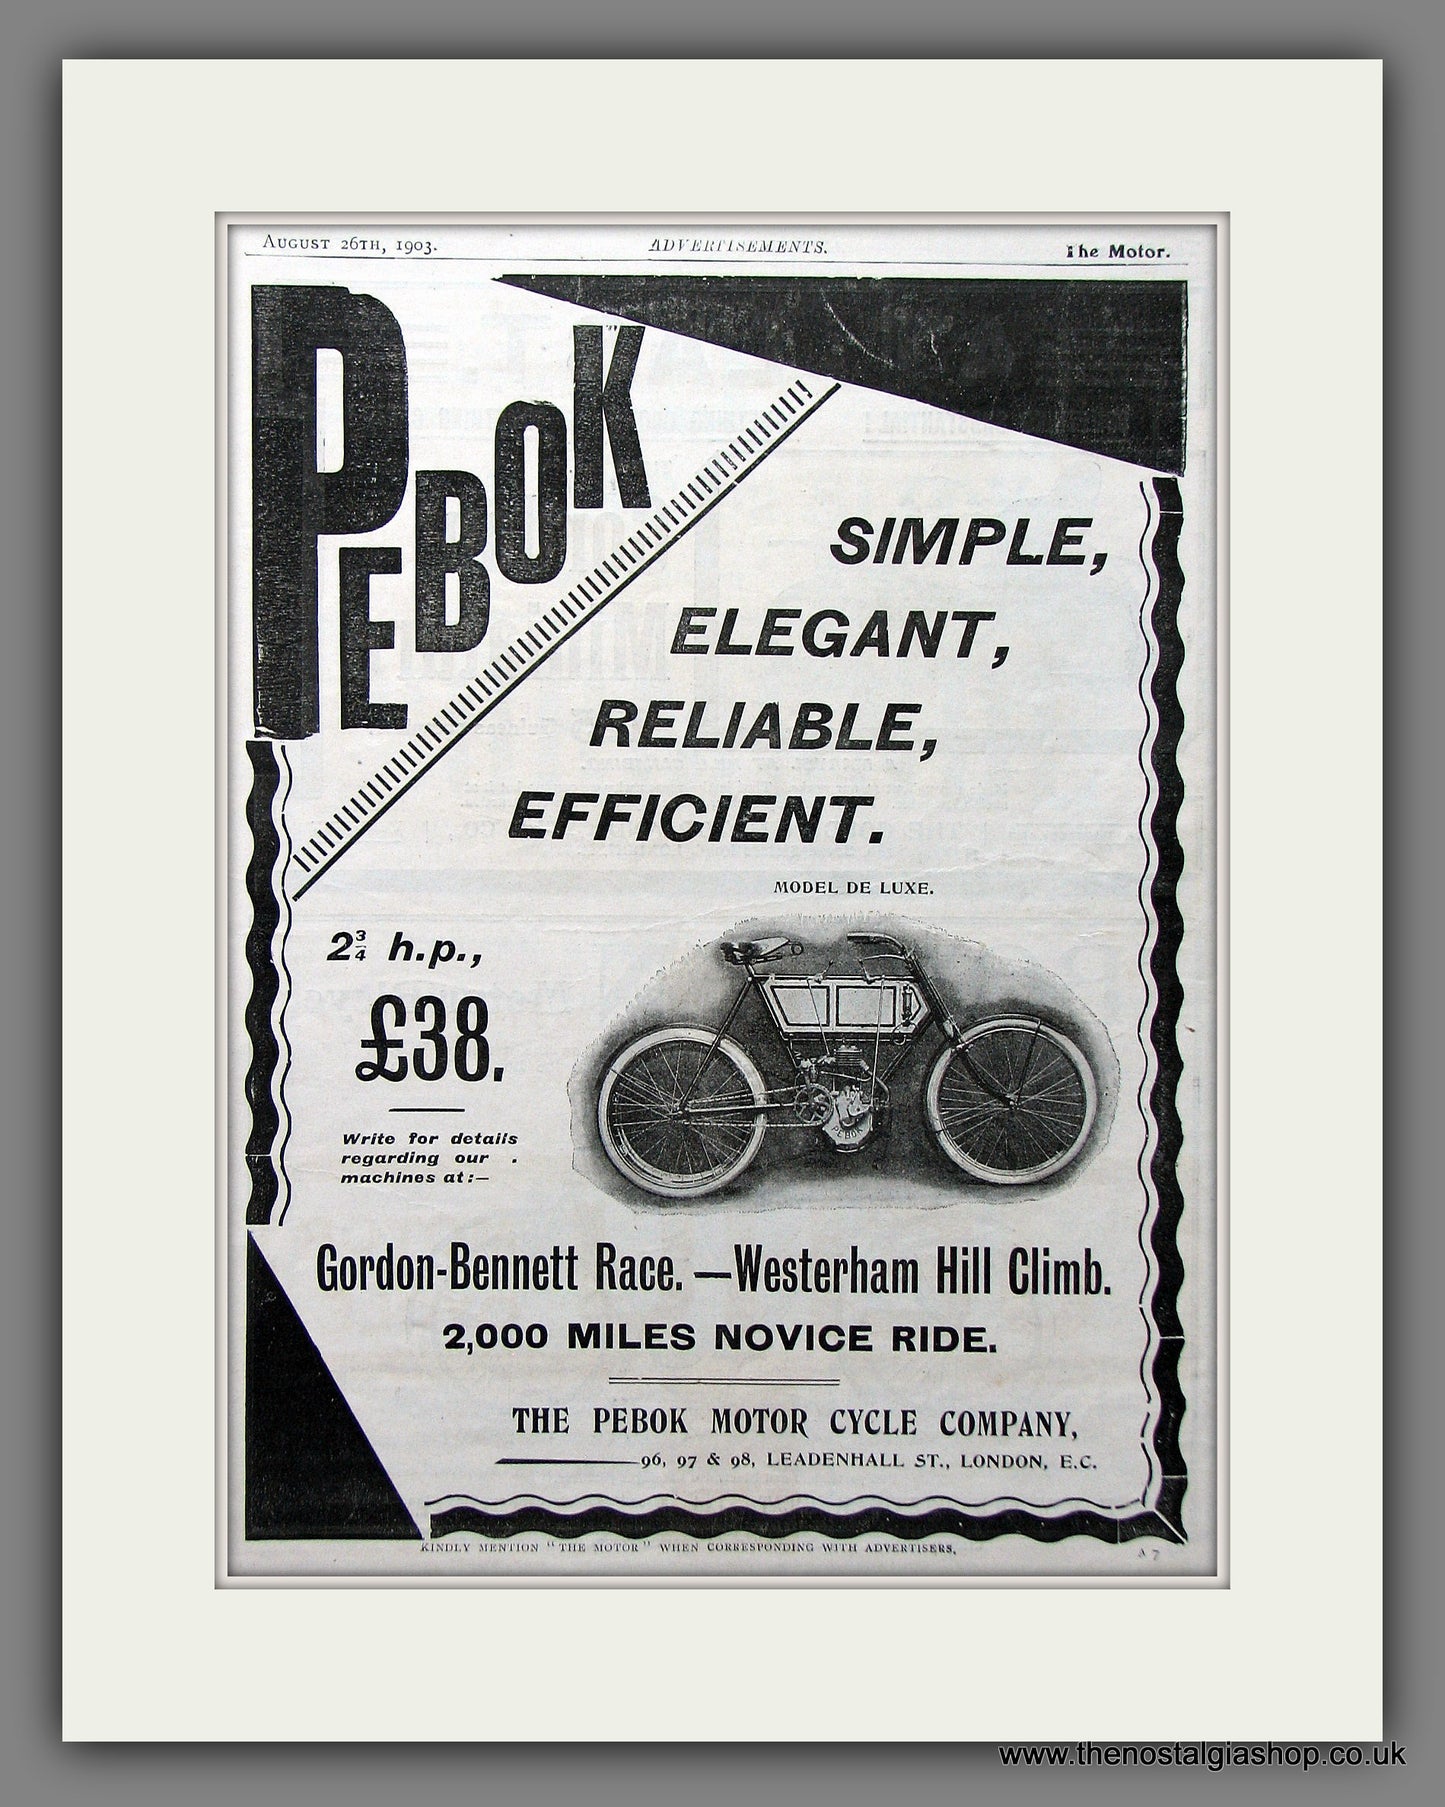 AUGUST 26TH, 1903. ADVERTISEMENTS. The Motor.
PEBOK
SIMPLE,
ELEGANT,
RELIABLE,
EFFICIENT.
MODEL DE LUXE.
2¾ h.p.,
£38.
PEBOK
Write for details
regarding our .
machines at:—
Gordon-Bennett Race. —Westerham Hill Climb.
2,000 MILES NOVICE RIDE.
THE PEBOK MOTOR CYCLE COMPANY,
96, 97 & 98, LEADENHALL ST., LONDON, E.C.
KINDLY MENTION "THE MOTOR" WHEN CORRESPONDING WITH ADVERTISERS. A 7
www.thenostalgiashop.co.uk